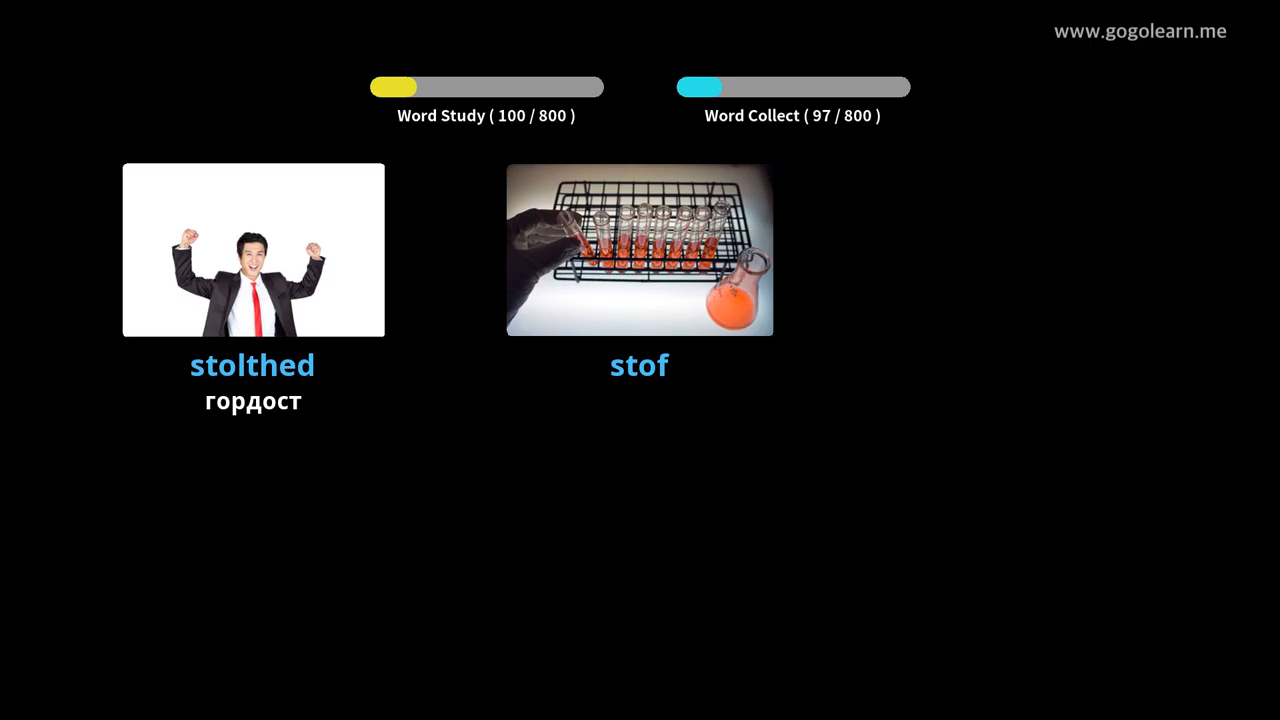 www.gogolearn.me
Word Study ( 100 / 800 )
Word Collect ( 97 / 800 )
stolthed
stof
гордост